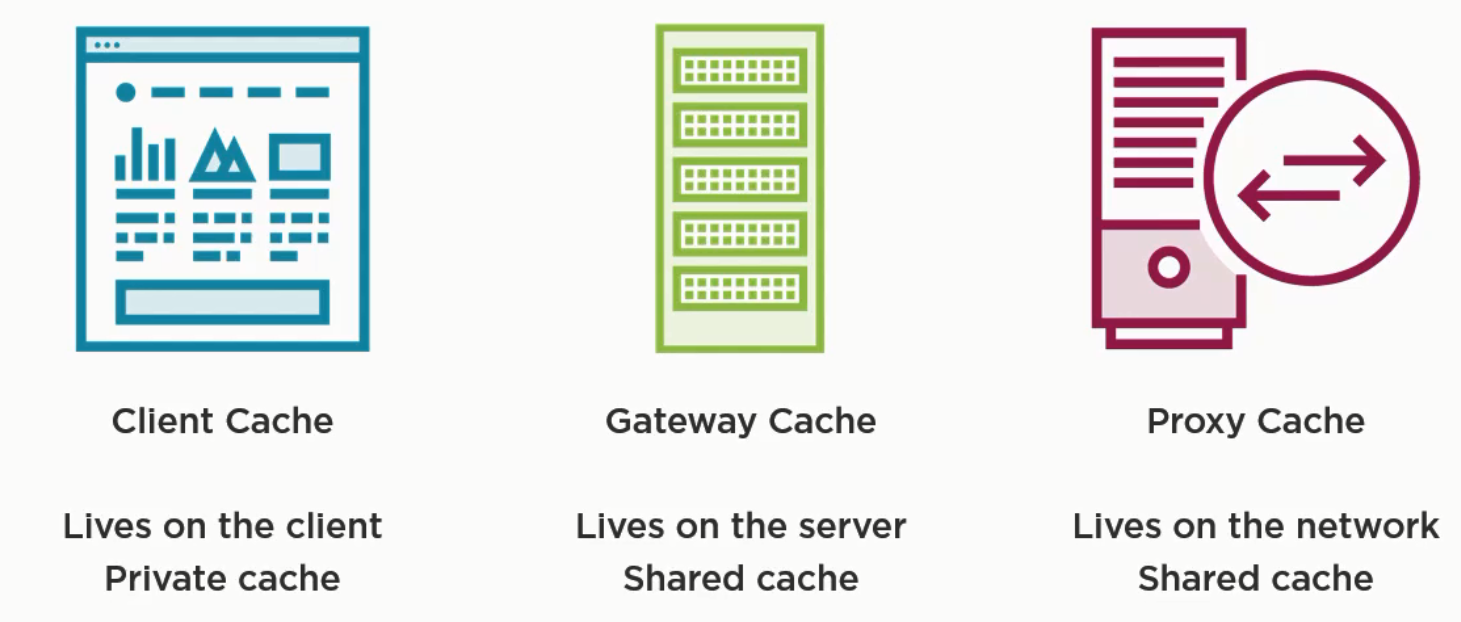 Client Cache
Lives on the client
Private cache
Gateway Cache
Lives on the server
Shared cache
Proxy Cache
Lives on the network
Shared cache